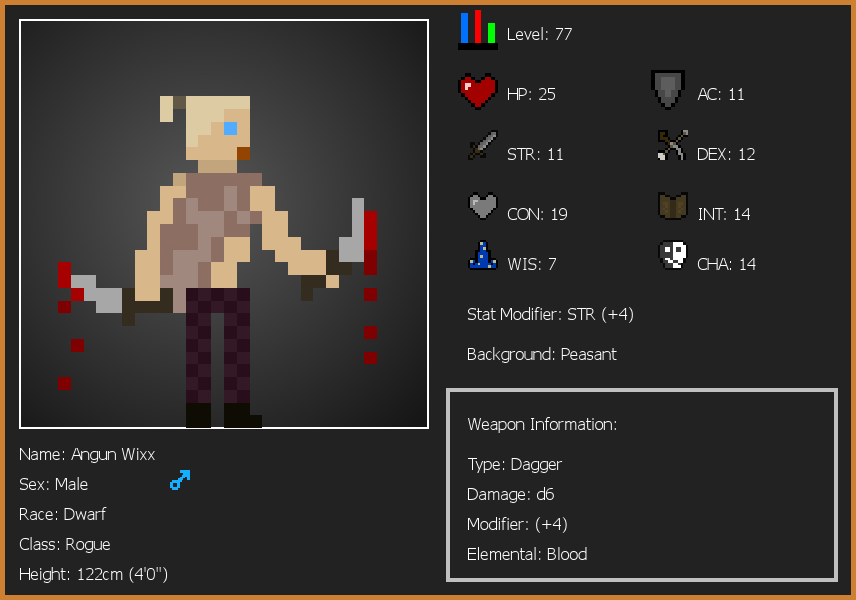 Level: 77
HP: 25
AC: 11
STR: 11
DEX: 12
CON: 19
INT: 14
WIS: 7
CHA: 14
Stat Modifier: STR (+4)
Background: Peasant
Name: Angun Wixx
Sex: Male
Race: Dwarf
Class: Rogue
Height: 122cm (4'0")
Weapon Information:
Type: Dagger
Damage: d6
Modifier: (+4)
Elemental: Blood